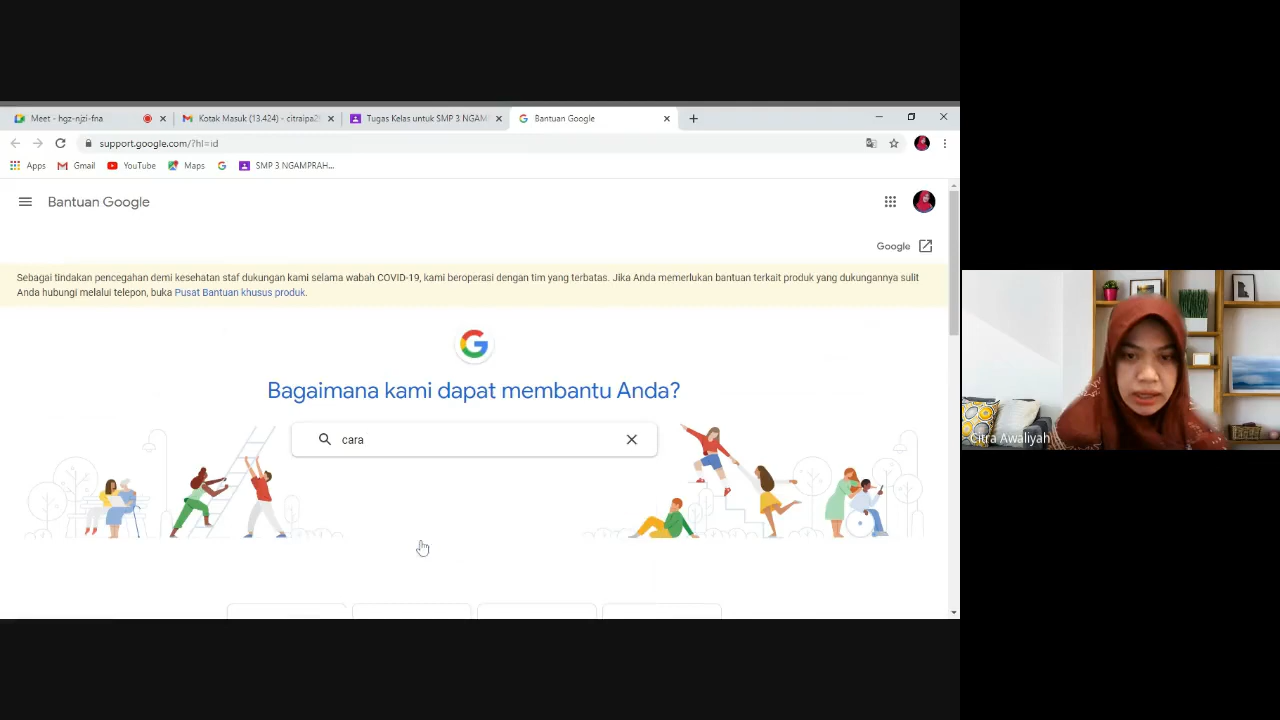 Meet - hgz-njzi-fna
Kotak Masuk (13.424) - citraipa2
Tugas Kelas untuk SMP 3 NGAM
Bantuan Google
support.google.com/?hl=id
Apps
Gmail
YouTube
Maps
SMP 3 NGAMPRAH...
Bantuan Google
Google
Sebagai tindakan pencegahan demi kesehatan staf dukungan kami selama wabah COVID-19, kami beroperasi dengan tim yang terbatas. Jika Anda memerlukan bantuan terkait produk yang dukungannya sulit
Anda hubungi melalui telepon, buka Pusat Bantuan khusus produk.
Bagaimana kami dapat membantu Anda?
cara
Citra Awaliyah